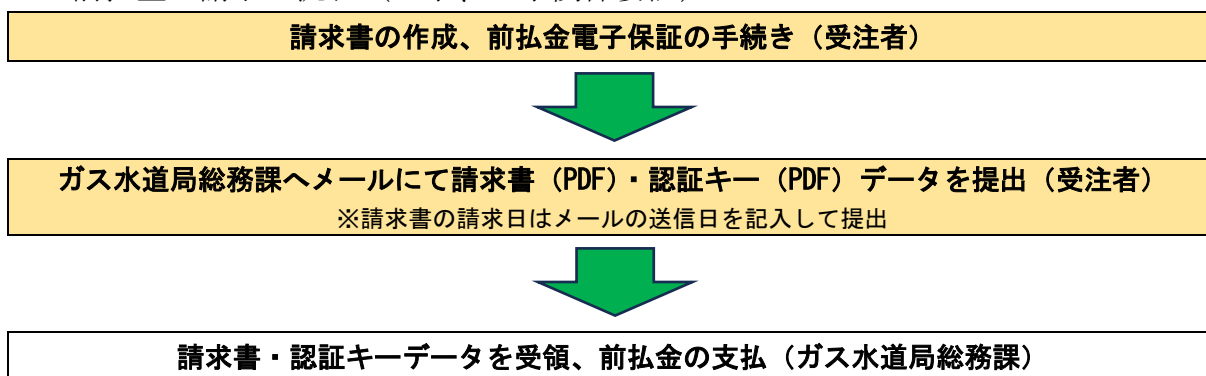 請求書の作成、前払金電子保証の手続き（受注者）
ガス水道局総務課へメールにて請求書（PDF）・認証キー（PDF）データを提出（受注者）
※請求書の請求日はメールの送信日を記入して提出
請求書・認証キーデータを受領、前払金の支払（ガス水道局総務課）